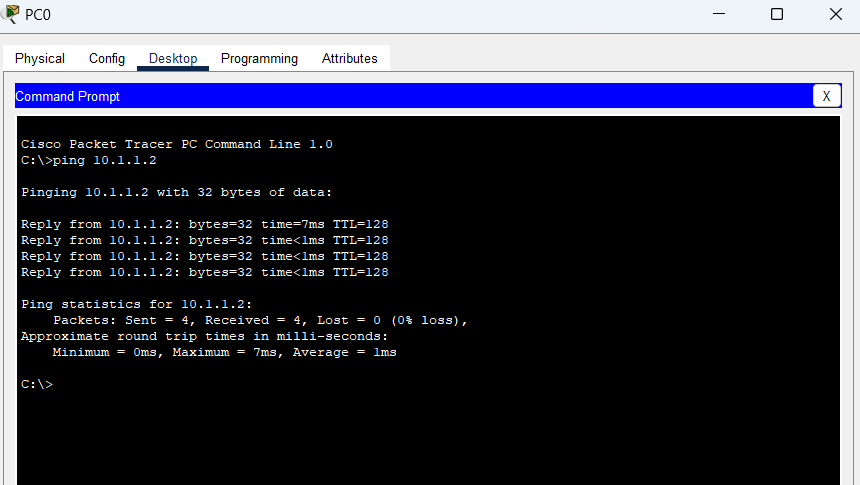 PC0
Physical Config Desktop Programming Attributes
Command Prompt X
Cisco Packet Tracer PC Command Line 1.0
C:\>ping 10.1.1.2
Pinging 10.1.1.2 with 32 bytes of data:
Reply from 10.1.1.2: bytes=32 time=7ms TTL=128
Reply from 10.1.1.2: bytes=32 time<1ms TTL=128
Reply from 10.1.1.2: bytes=32 time<1ms TTL=128
Reply from 10.1.1.2: bytes=32 time<1ms TTL=128
Ping statistics for 10.1.1.2:
    Packets: Sent = 4, Received = 4, Lost = 0 (0% loss),
Approximate round trip times in milli-seconds:
    Minimum = 0ms, Maximum = 7ms, Average = 1ms
C:\>